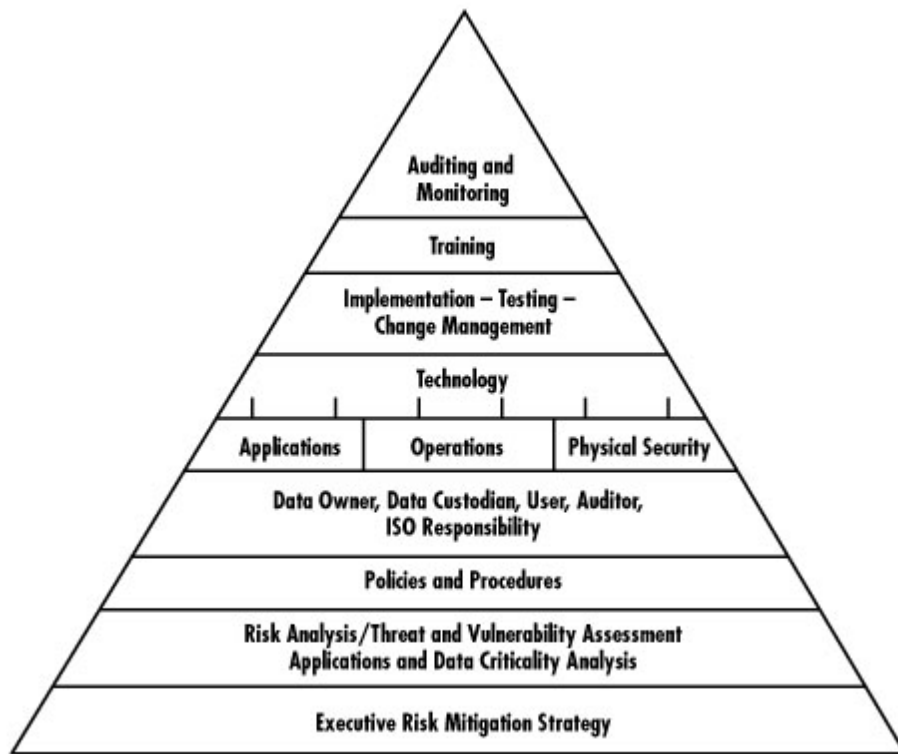 Auditing and
Monitoring
Training
Implementation – Testing –
Change Management
Technology
Applications
Operations
Physical Security
Data Owner, Data Custodian, User, Auditor,
ISO Responsibility
Policies and Procedures
Risk Analysis/Threat and Vulnerability Assessment
Applications and Data Criticality Analysis
Executive Risk Mitigation Strategy